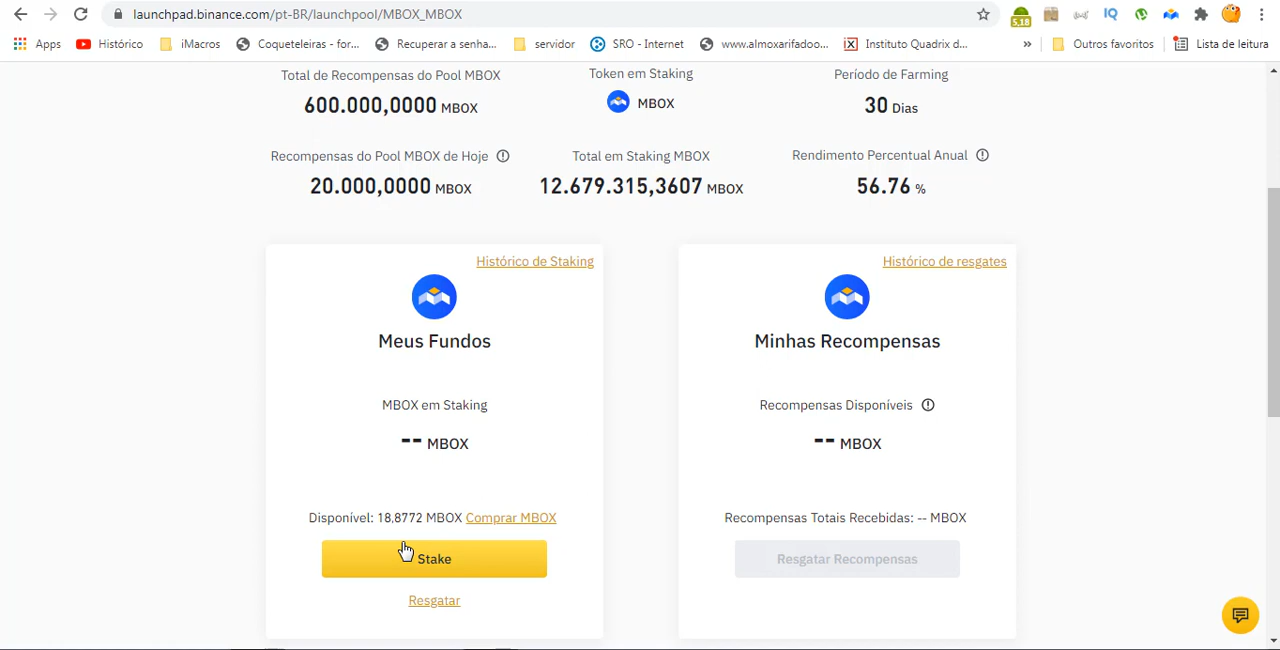 launchpad.binance.com/pt-BR/launchpool/MBOX_MBOX
5,18
IQ
Apps Histórico iMacros Coqueteleiras - for... Recuperar a senha... servidor SRO - Internet www.almoxarifadoo... Instituto Quadrix d... » Outros favoritos Lista de leitura
Total de Recompensas do Pool MBOX
600.000,0000 MBOX
Token em Staking
MBOX
Período de Farming
30 Dias
Recompensas do Pool MBOX de Hoje
20.000,0000 MBOX
Total em Staking MBOX
12.679.315,3607 MBOX
Rendimento Percentual Anual
56.76 %
Histórico de Staking
Meus Fundos
MBOX em Staking
-- MBOX
Disponível: 18,8772 MBOX Comprar MBOX
Stake
Resgatar
Histórico de resgates
Minhas Recompensas
Recompensas Disponíveis
-- MBOX
Recompensas Totais Recebidas: -- MBOX
Resgatar Recompensas